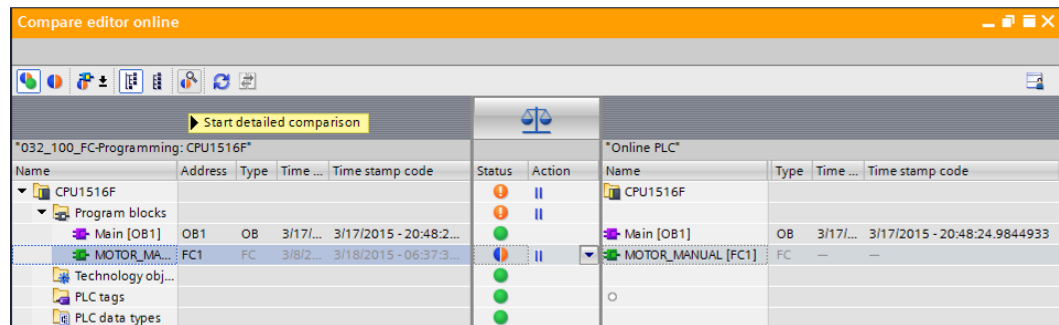 Compare editor online
Start detailed comparison
"032_100_FC-Programming: CPU1516F" "Online PLC"
Name Address Type Time ... Time stamp code Status Action Name Type Time ... Time stamp code
CPU1516F CPU1516F
Program blocks
Main [OB1] OB1 OB 3/17/... 3/17/2015 - 20:48:2... Main [OB1] OB 3/17/... 3/17/2015 - 20:48:24.9844933
MOTOR_MA... FC1 FC 3/8/2... 3/18/2015 - 06:37:3... MOTOR_MANUAL [FC1] FC — —
Technology obj...
PLC tags
PLC data types